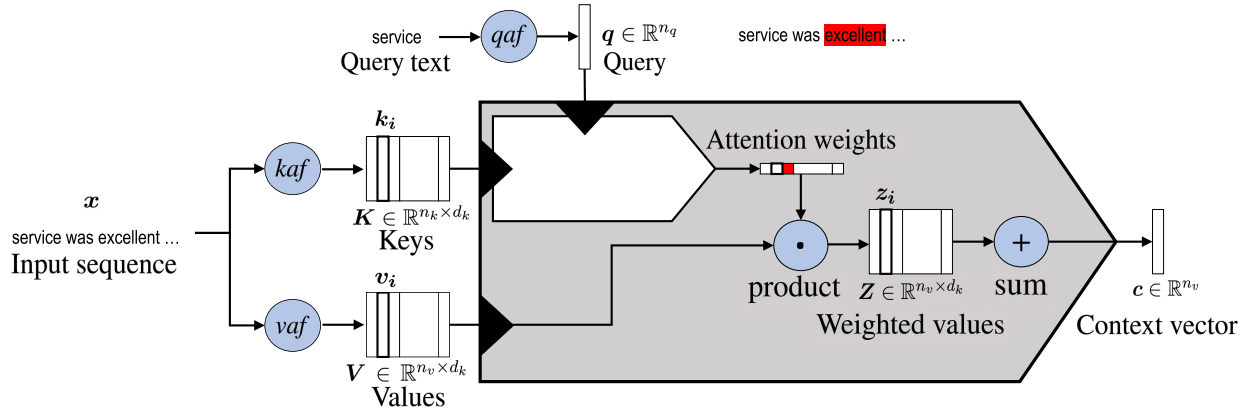 service
Query text
qaf
q ∈ ℝ^{n_q}
Query
service was excellent ...
k_i
kaf
K ∈ ℝ^{n_k×d_k}
Keys
Attention weights
x
service was excellent ...
Input sequence
v_i
vaf
V ∈ ℝ^{n_v×d_k}
Values
product
z_i
Z ∈ ℝ^{n_v×d_k}
Weighted values
+
sum
c ∈ ℝ^{n_v}
Context vector